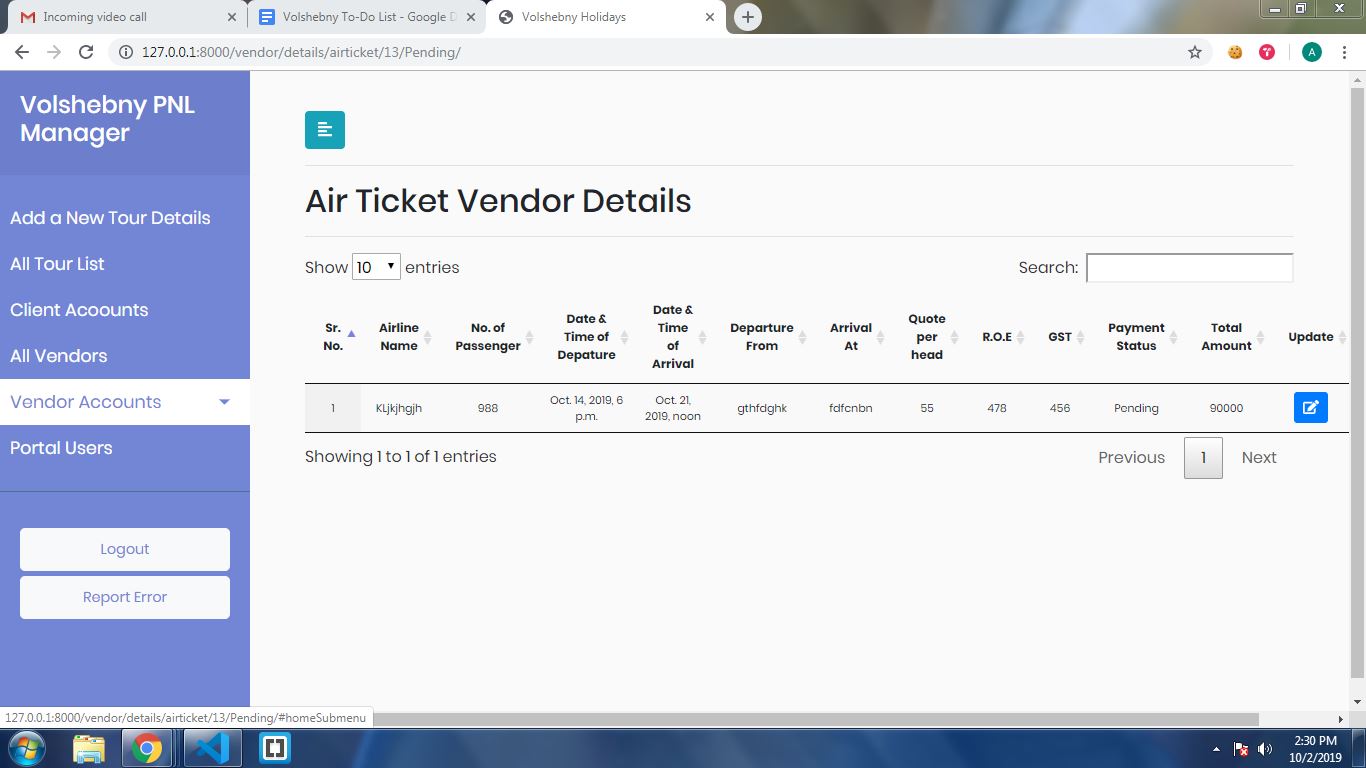 Incoming video call
Volshebny To-Do List - Google D
Volshebny Holidays
127.0.0.1:8000/vendor/details/airticket/13/Pending/
A
Volshebny PNL
Manager
Add a New Tour Details
All Tour List
Client Acoounts
All Vendors
Vendor Accounts
Portal Users
Logout
Report Error
Air Ticket Vendor Details
Show 10 entries
Search:
Sr. No. Airline Name No. of Passenger Date & Time of Depature Date & Time of Arrival Departure From Arrival At Quote per head R.O.E GST Payment Status Total Amount Update
1 KLjkjhgjh 988 Oct. 14, 2019, 6 p.m. Oct. 21, 2019, noon gthfdghk fdfcnbn 55 478 456 Pending 90000
Showing 1 to 1 of 1 entries
Previous 1 Next
127.0.0.1:8000/vendor/details/airticket/13/Pending/#homeSubmenu
2:30 PM
10/2/2019